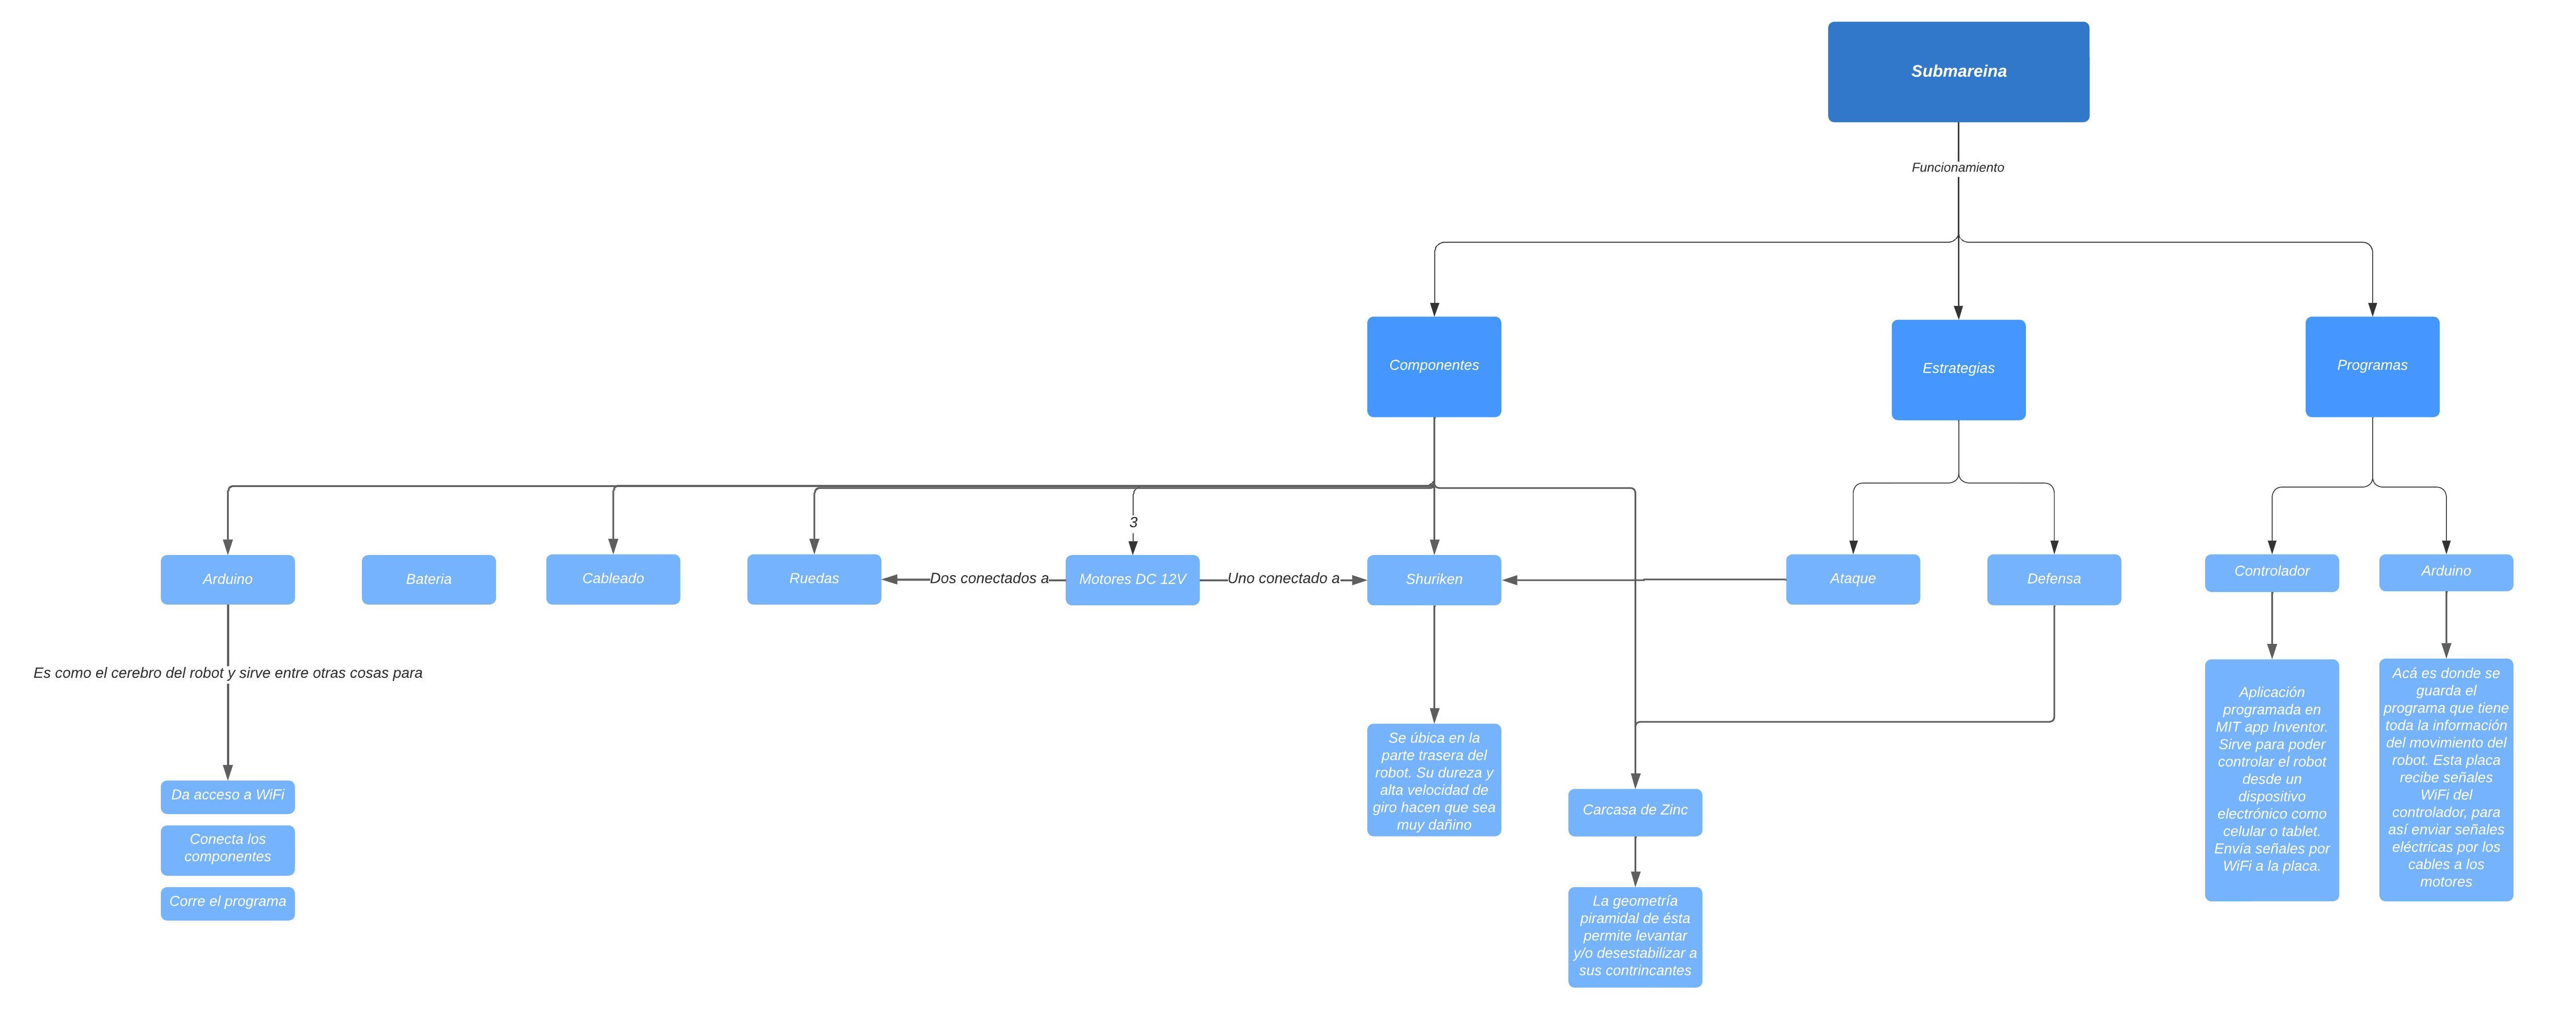 Submareina
Funcionamiento
Componentes
Estrategias
Programas
3
Arduino
Bateria
Cableado
Ruedas
Dos conectados a
Motores DC 12V
Uno conectado a
Shuriken
Ataque
Defensa
Controlador
Arduino
Es como el cerebro del robot y sirve entre otras cosas para
Da acceso a WiFi
Conecta los
componentes
Corre el programa
Se úbica en la
parte trasera del
robot. Su dureza y
alta velocidad de
giro hacen que sea
muy dañino
Carcasa de Zinc
La geometría
piramidal de ésta
permite levantar
y/o desestabilizar a
sus contrincantes
Aplicación
programada en
MIT app Inventor.
Sirve para poder
controlar el robot
desde un
dispositivo
electrónico como
celular o tablet.
Envía señales por
WiFi a la placa.
Acá es donde se
guarda el
programa que tiene
toda la información
del movimiento del
robot. Esta placa
recibe señales
WiFi del
controlador, para
así enviar señales
eléctricas por los
cables a los
motores